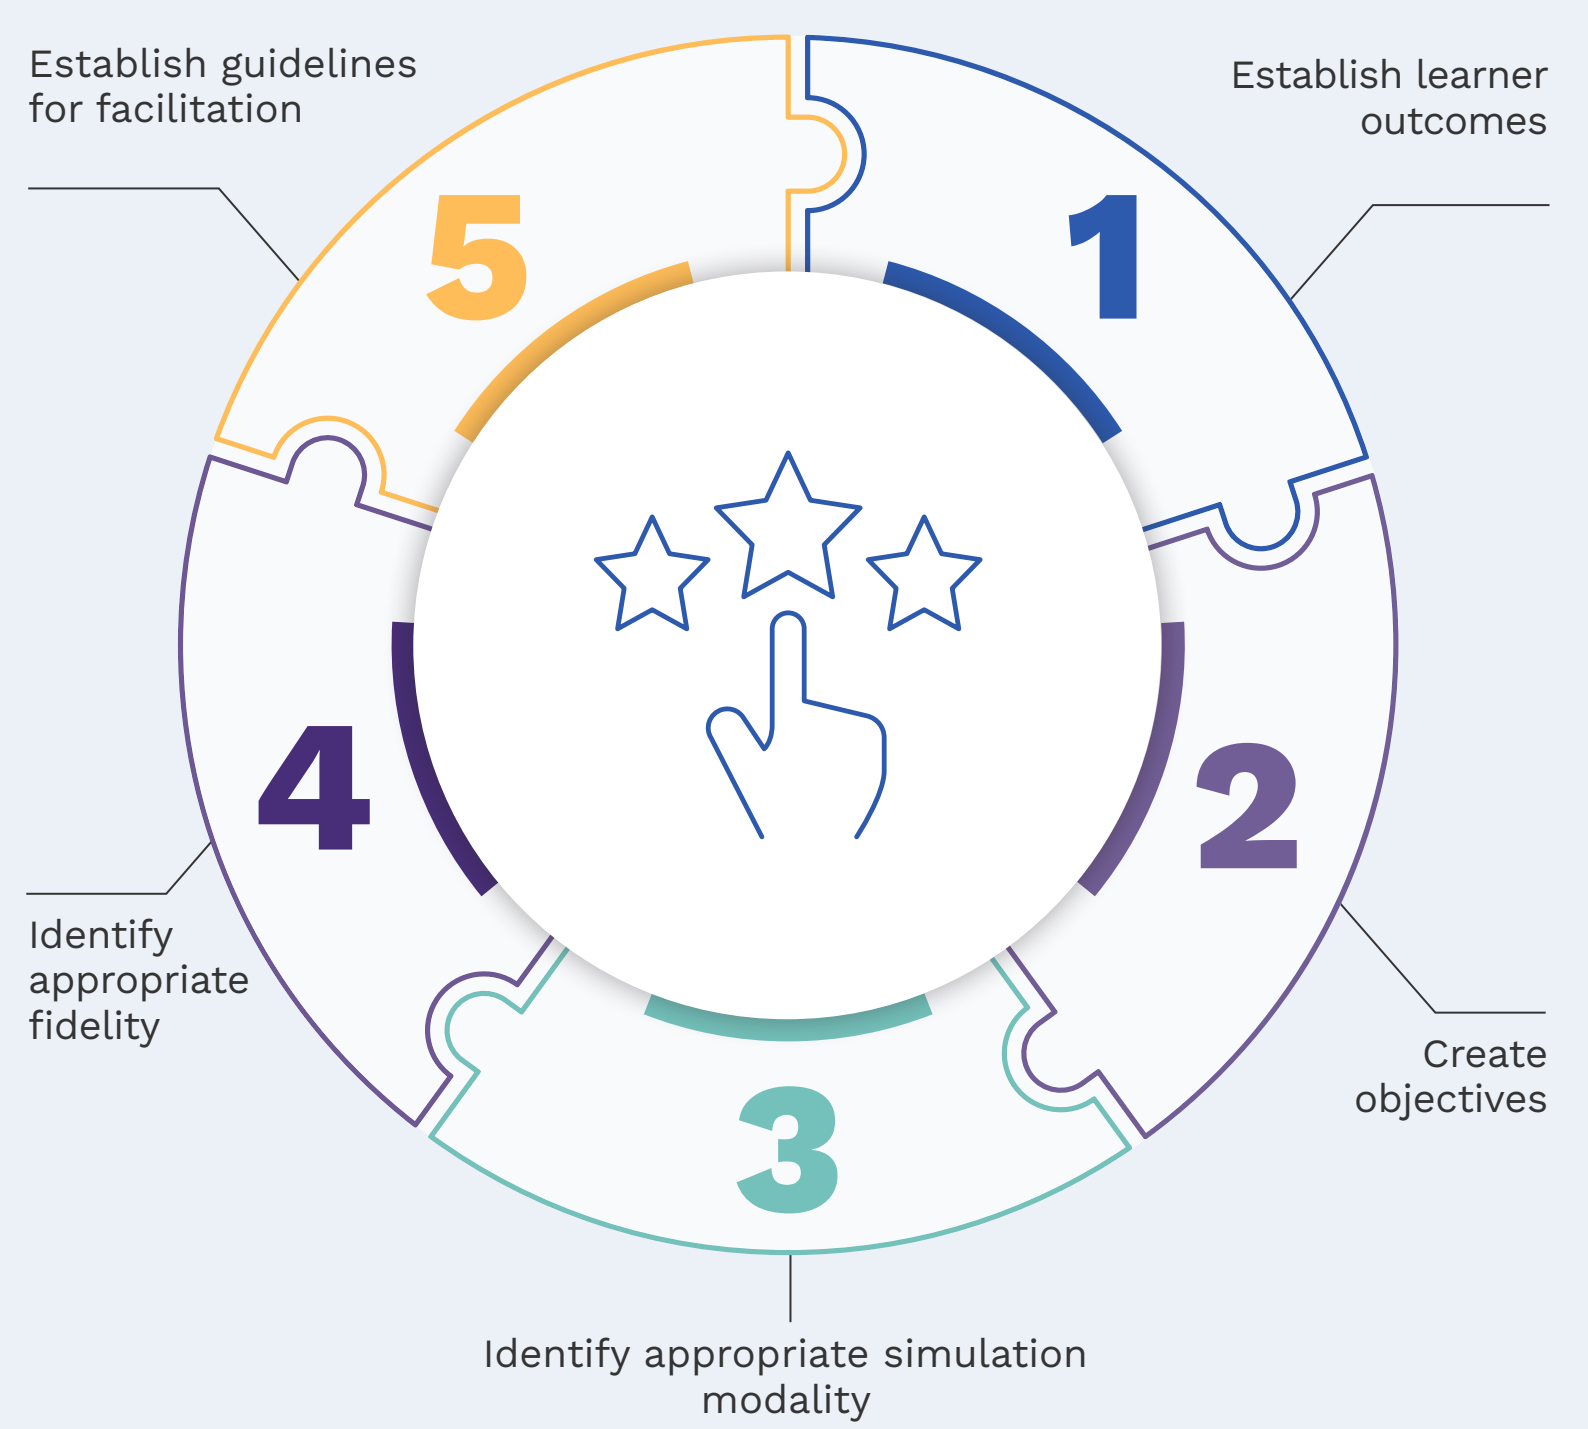 Establish learner
outcomes
1
Create
objectives
2
Identify appropriate simulation
modality
3
Identify
appropriate
fidelity
4
Establish guidelines
for facilitation
5